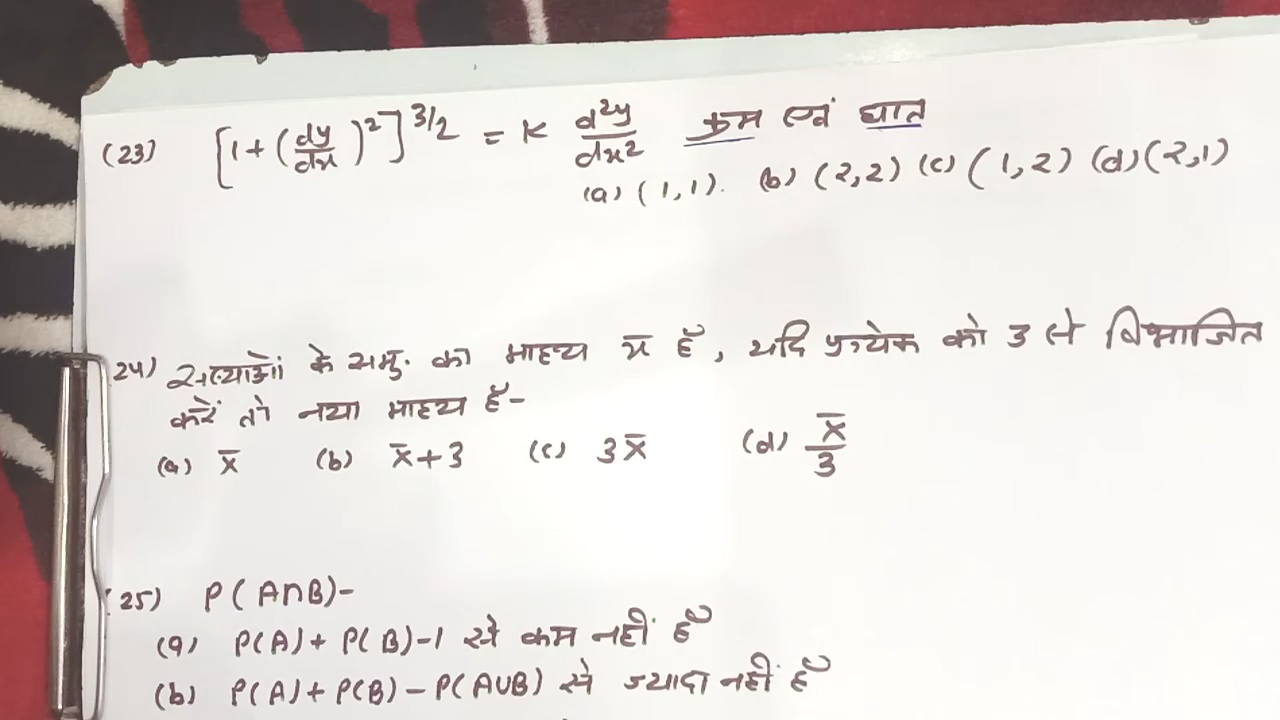 (23) [1+(dy/dx)²]^3/2 = K d²y/dx² क्रम एवं घात
(a) (1,1). (b) (2,2) (c) (1,2) (d) (2,1)
24) संख्याओं के समु. का माध्य x̄ है, यदि प्रत्येक को 3 से विभाजित
करें तो नया माध्य है-
(a) x̄ (b) x̄+3 (c) 3x̄ (d) x̄/3
(25) P(A∩B)-
(a) P(A)+P(B)-1 से कम नहीं है
(b) P(A)+P(B)-P(A∪B) से ज्यादा नहीं है